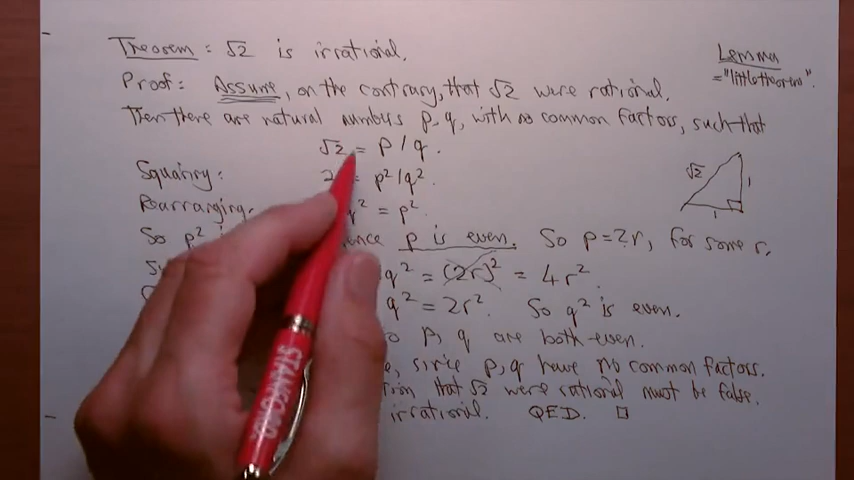 Theorem: √2 is irrational.
Proof: Assume, on the contrary, that √2 were rational.
Then there are natural numbers p, q, with no common factors, such that
√2 = p / q.
Squaring: 2 = p²/q².
Rearranging: q² = p².
So p² hence p is even. So p=2r, for some r.
q² = (2r)² = 4r².
q² = 2r². So q² is even.
p, q are both even.
since p, q have no common factors.
that √2 were rational must be false.
irrational. QED. □
Lemma
= "little theorem".
√2
1
1
STANFORD